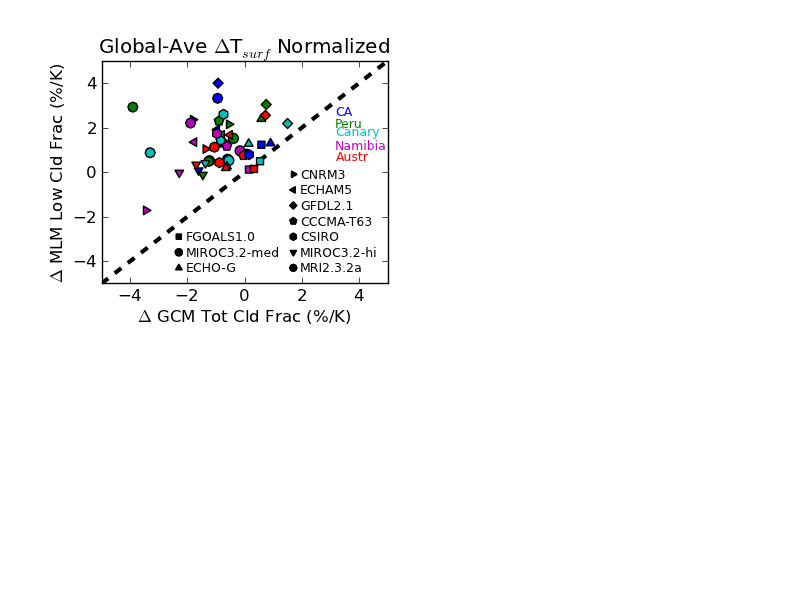 Global-Ave ΔT_surf Normalized
Δ MLM Low Cld Frac (%/K)
4
2
0
−2
−4
CA
Peru
Canary
Namibia
Austr
CNRM3
ECHAM5
GFDL2.1
CCCMA-T63
FGOALS1.0
CSIRO
MIROC3.2-med
MIROC3.2-hi
ECHO-G
MRI2.3.2a
−4 −2 0 2 4
Δ GCM Tot Cld Frac (%/K)